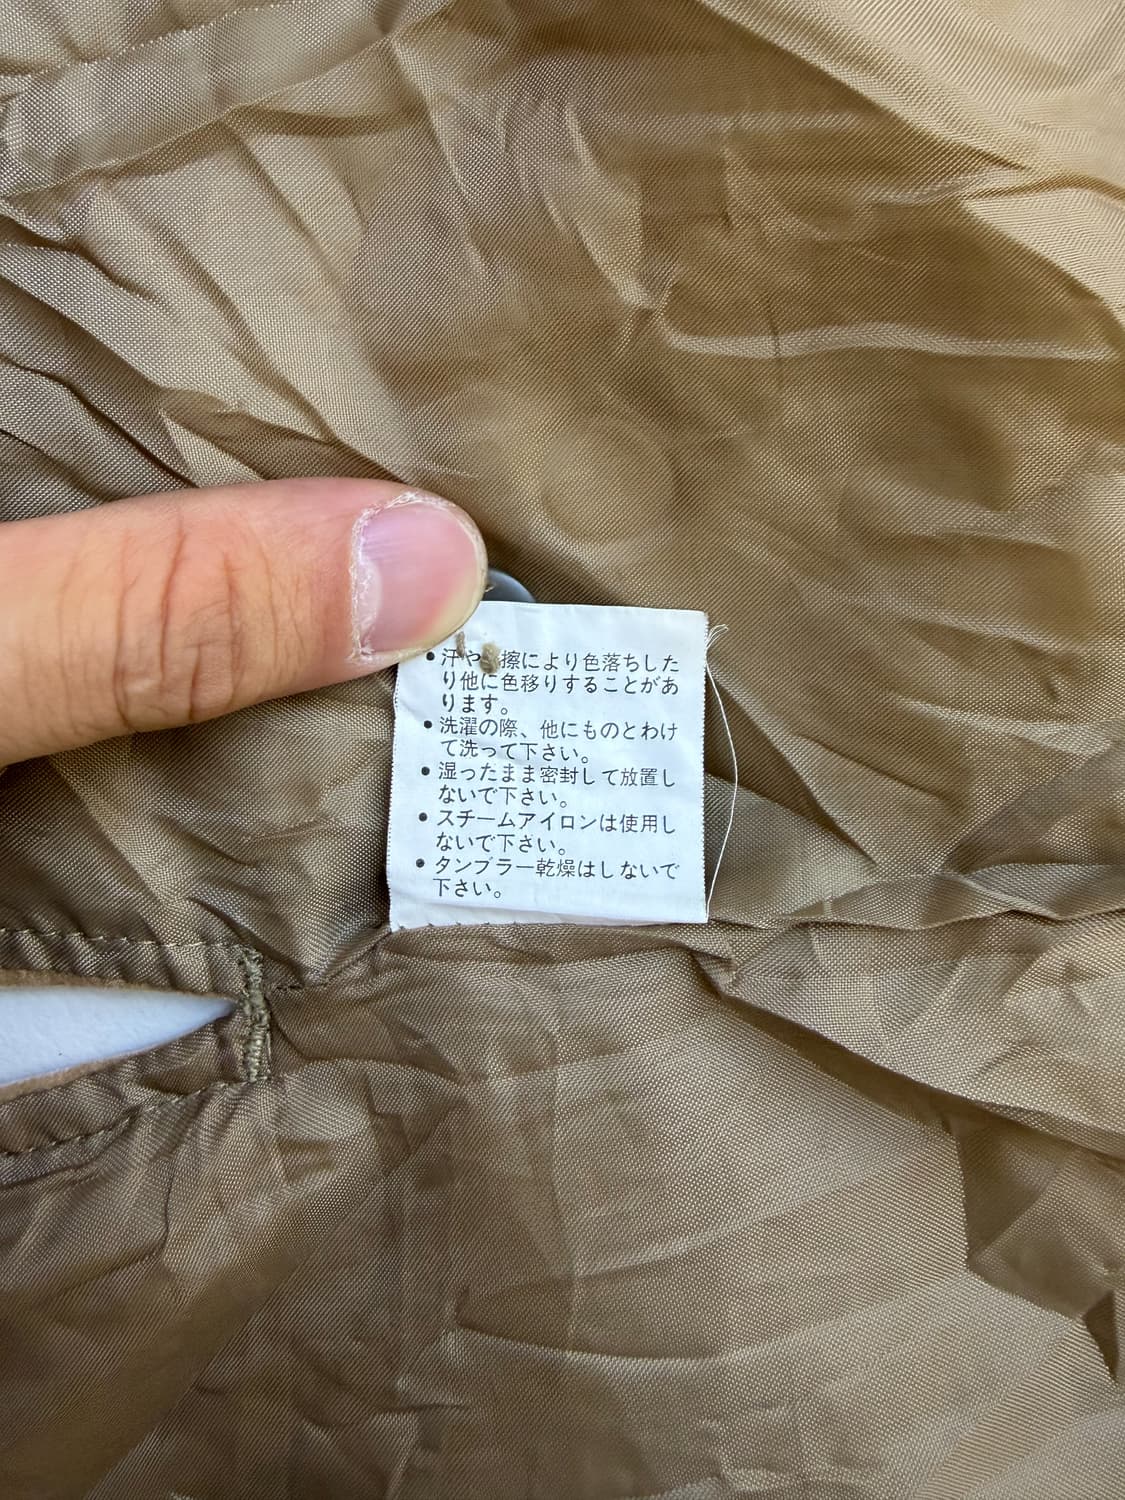 •汗や擦により色落ちした
り他に色移りすることがあ
ります。
•洗濯の際、他にものとわけ
て洗って下さい。
•湿ったまま密封して放置し
ないで下さい。
•スチームアイロンは使用し
ないで下さい。
•タンブラー乾燥はしないで
下さい。